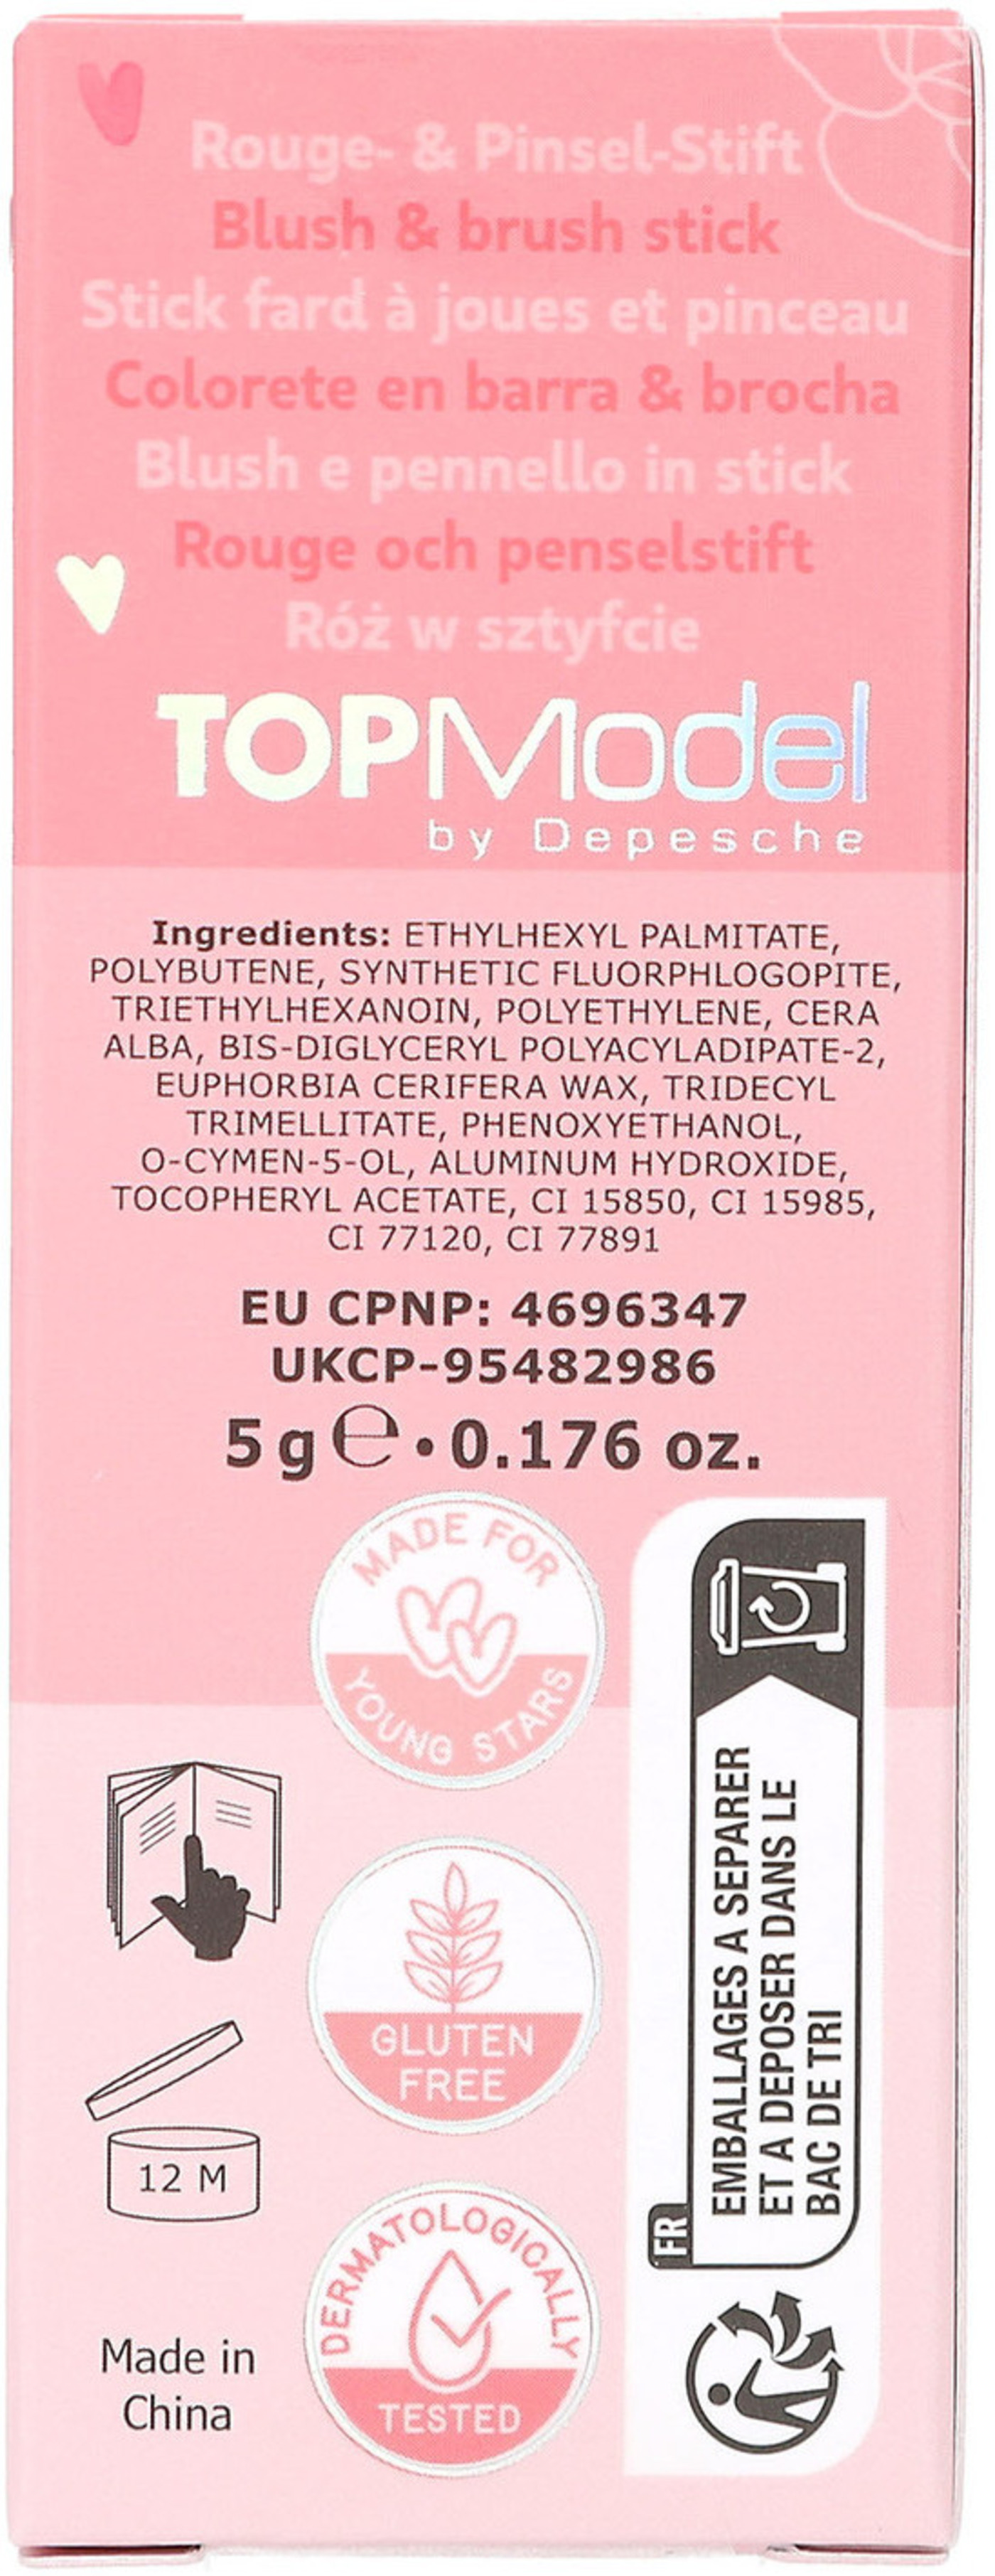 Rouge- & Pinsel-Stift
Blush & brush stick
Stick fard à joues et pinceau
Colorete en barra & brocha
Blush e pennello in stick
Rouge och penselstift
Róż w sztyfcie
TOPModel
by Depesche
Ingredients: ETHYLHEXYL PALMITATE,
POLYBUTENE, SYNTHETIC FLUORPHLOGOPITE,
TRIETHYLHEXANOIN, POLYETHYLENE, CERA
ALBA, BIS-DIGLYCERYL POLYACYLADIPATE-2,
EUPHORBIA CERIFERA WAX, TRIDECYL
TRIMELLITATE, PHENOXYETHANOL,
O-CYMEN-5-OL, ALUMINUM HYDROXIDE,
TOCOPHERYL ACETATE, CI 15850, CI 15985,
CI 77120, CI 77891
EU CPNP: 4696347
UKCP-95482986
5 g ℮ • 0.176 oz.
MADE FOR
YOUNG STARS
GLUTEN
FREE
12 M
DERMATOLOGICALLY
TESTED
Made in
China
FR
EMBALLAGES A SEPARER
ET A DEPOSER DANS LE
BAC DE TRI